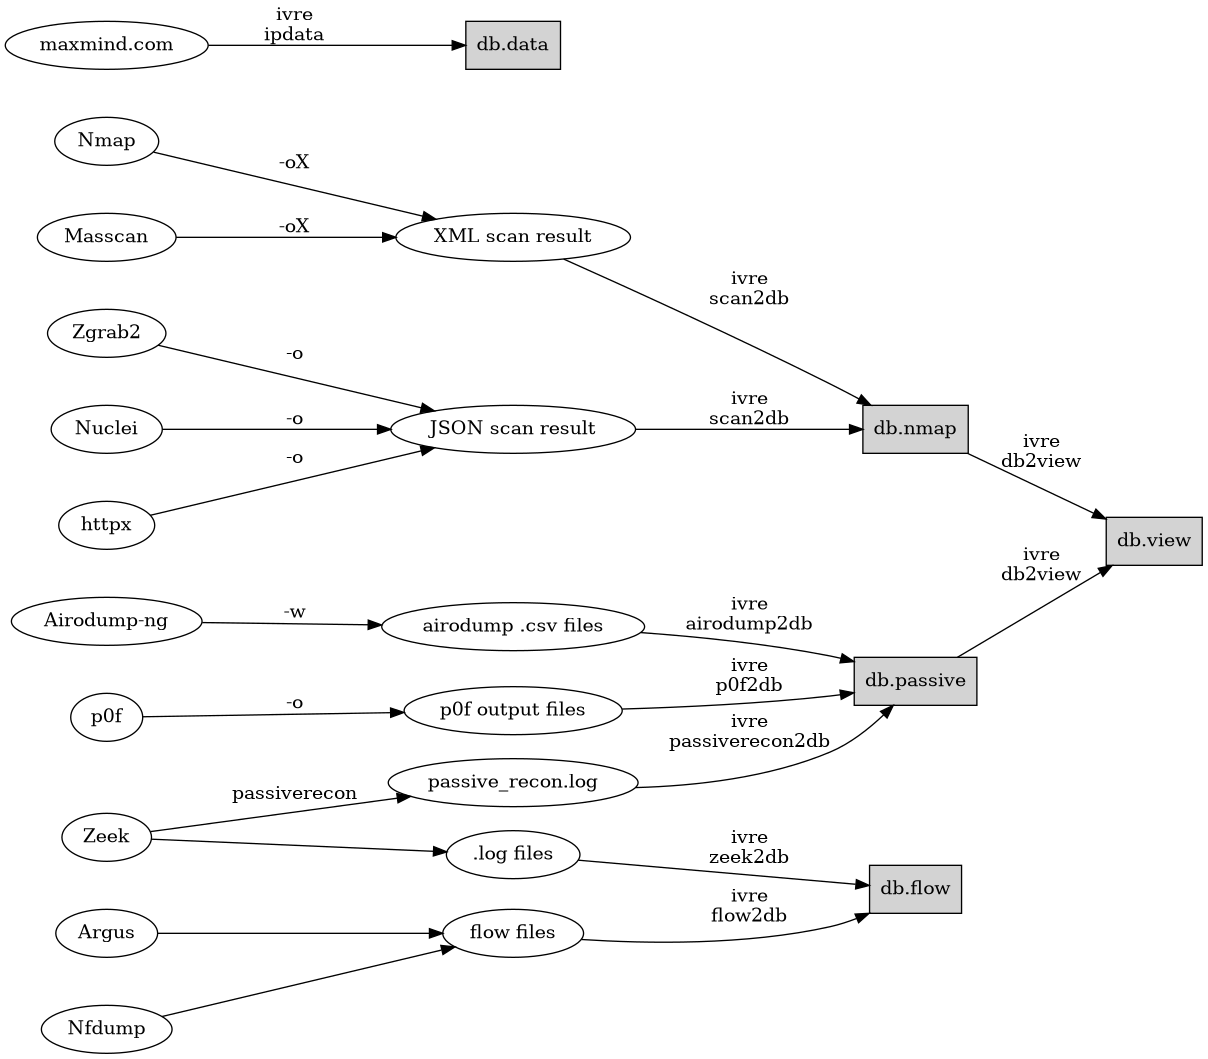 maxmind.com
ivre
ipdata
db.data
Nmap
-oX
Masscan
-oX
XML scan result
ivre
scan2db
Zgrab2
-o
Nuclei
-o
JSON scan result
ivre
scan2db
db.nmap
ivre
db2view
httpx
-o
db.view
ivre
db2view
Airodump-ng
-w
airodump .csv files
ivre
airodump2db
db.passive
p0f
-o
p0f output files
ivre
p0f2db
Zeek
passiverecon
passive_recon.log
ivre
passiverecon2db
.log files
ivre
zeek2db
db.flow
Argus
flow files
ivre
flow2db
Nfdump